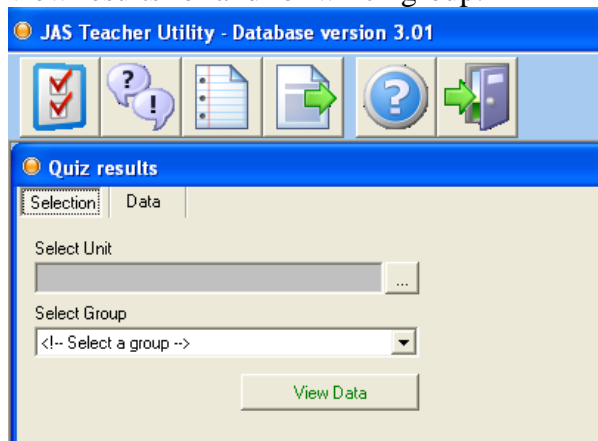 JAS Teacher Utility - Database version 3.01
? !
?
Quiz results
Selection Data
Select Unit
...
Select Group
<!-- Select a group -->
View Data